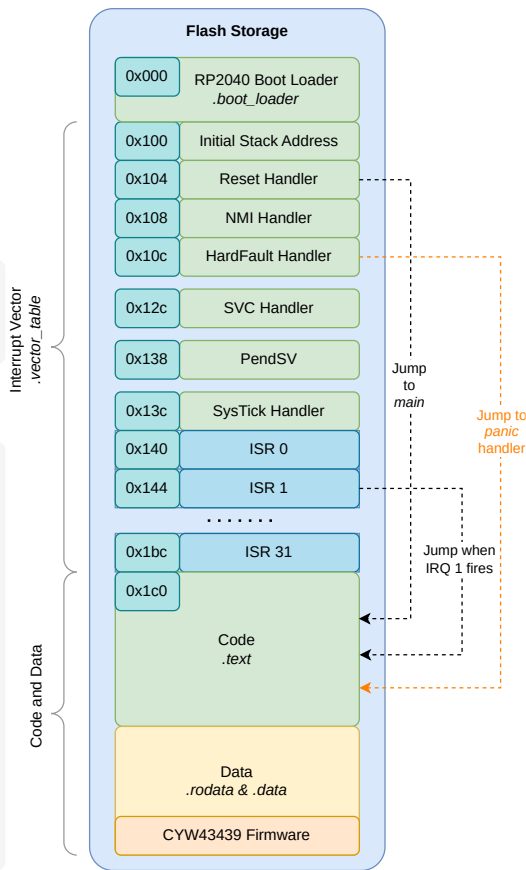 Flash Storage
0x000
RP2040 Boot Loader
.boot_loader
0x100
Initial Stack Address
0x104
Reset Handler
0x108
NMI Handler
0x10c
HardFault Handler
0x12c
SVC Handler
0x138
PendSV
0x13c
SysTick Handler
0x140
ISR 0
0x144
ISR 1
. . . . . . .
0x1bc
ISR 31
0x1c0
Code
.text
Data
.rodata & .data
CYW43439 Firmware
Interrupt Vector
.vector_table
Code and Data
Jump
to
main
Jump to
panic
handler
Jump when
IRQ 1 fires